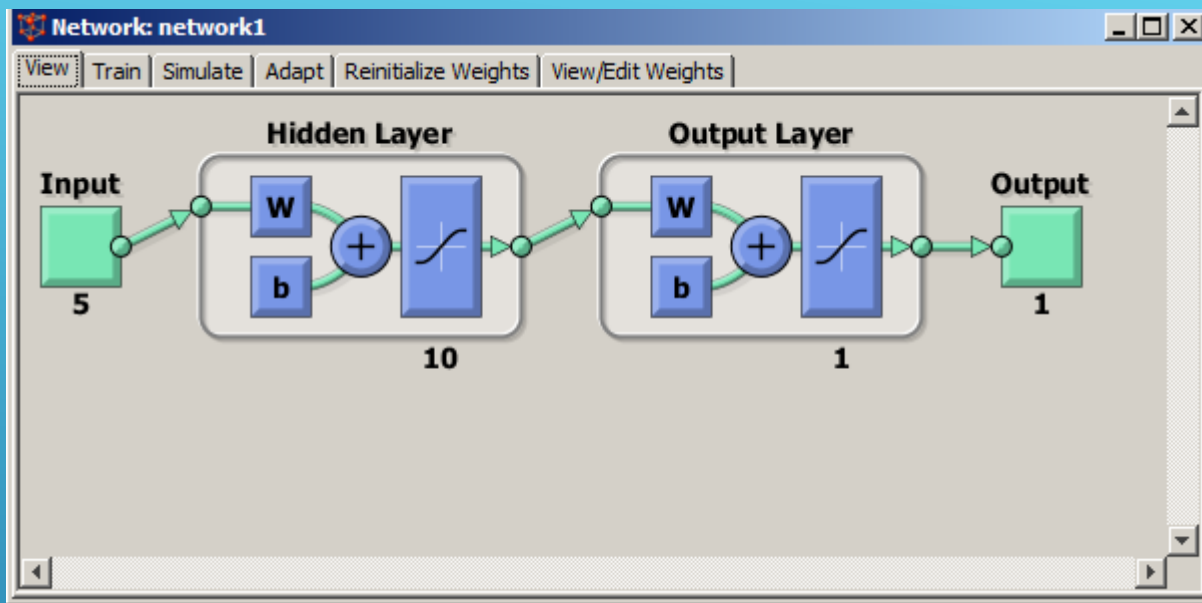 Network: network1
View Train Simulate Adapt Reinitialize Weights View/Edit Weights
Hidden Layer Output Layer
Input Output
W W
b b
5 1
10 1